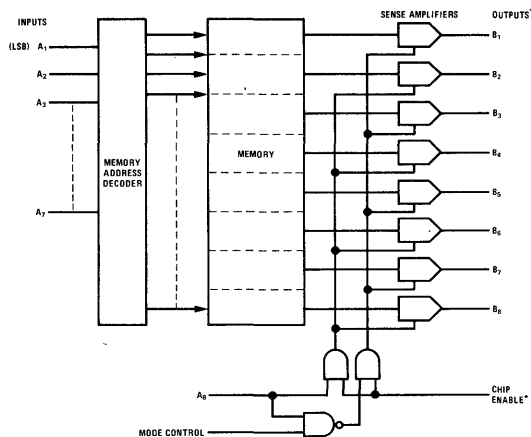 INPUTS
SENSE AMPLIFIERS
OUTPUTS*
(LSB) A1
A2
A3
A7
MEMORY
ADDRESS
DECODER
MEMORY
B1
B2
B3
B4
B5
B6
B7
B8
A8
CHIP
ENABLE*
MODE CONTROL